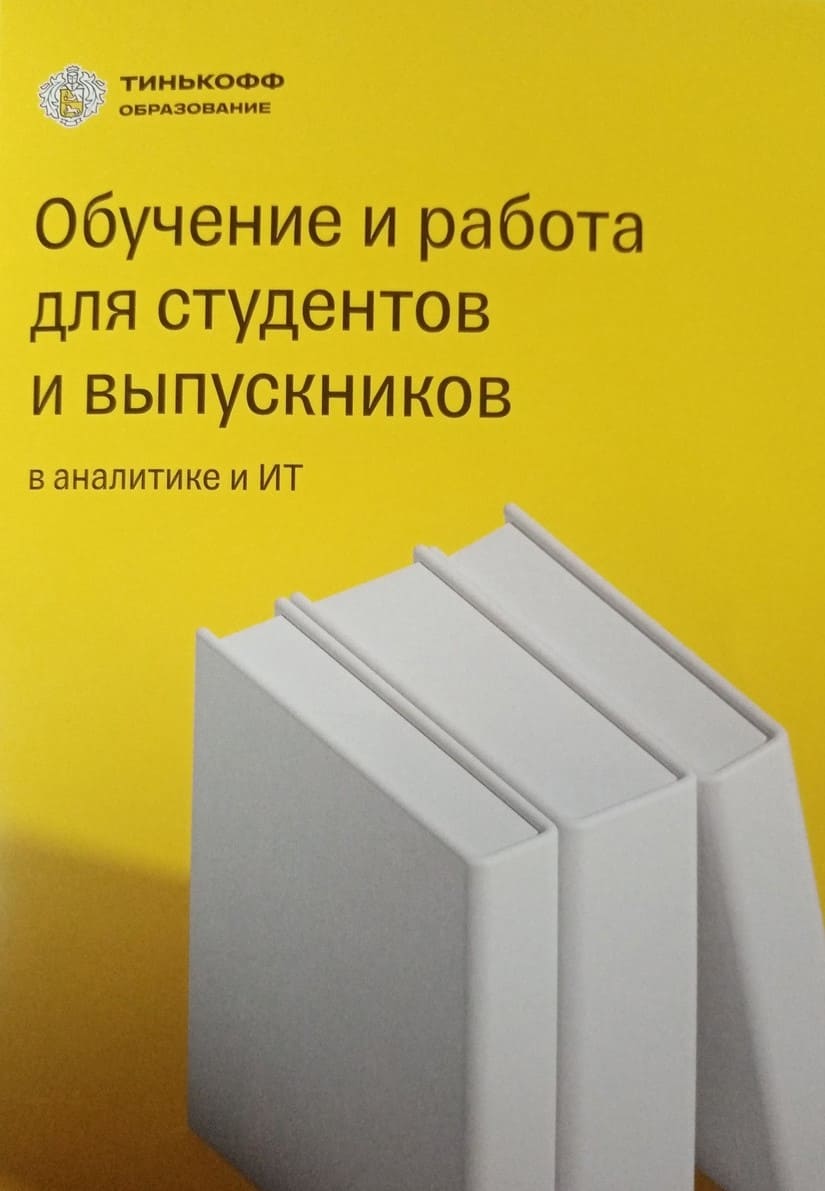 ТИНЬКОФФ
ОБРАЗОВАНИЕ
Обучение и работа
для студентов
и выпускников
в аналитике и ИТ